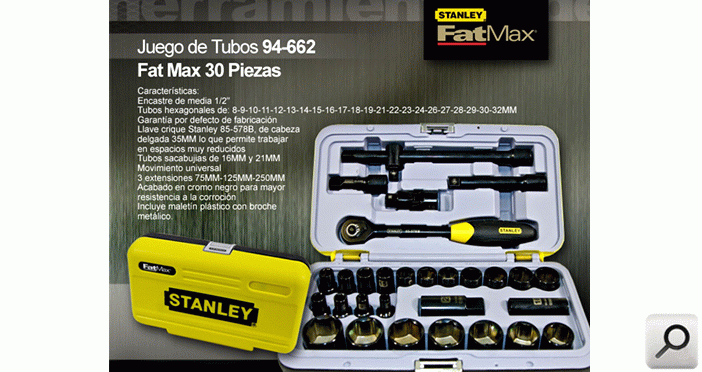 herramien
STANLEY
FatMax
Juego de Tubos 94-662
Fat Max 30 Piezas
Características:
Encastre de media 1/2"
Tubos hexagonales de: 8-9-10-11-12-13-14-15-16-17-18-19-21-22-23-24-26-27-28-29-30-32MM
Garantía por defecto de fabricación
Llave crique Stanley 85-578B, de cabeza
delgada 35MM lo que permite trabajar
en espacios muy reducidos
Tubos sacabujias de 16MM y 21MM
Movimiento universal
3 extensiones 75MM-125MM-250MM
Acabado en cromo negro para mayor
resistencia a la corroción
Incluye maletín plástico con broche
metálico.
STANLEY
FatMax
STANLEY